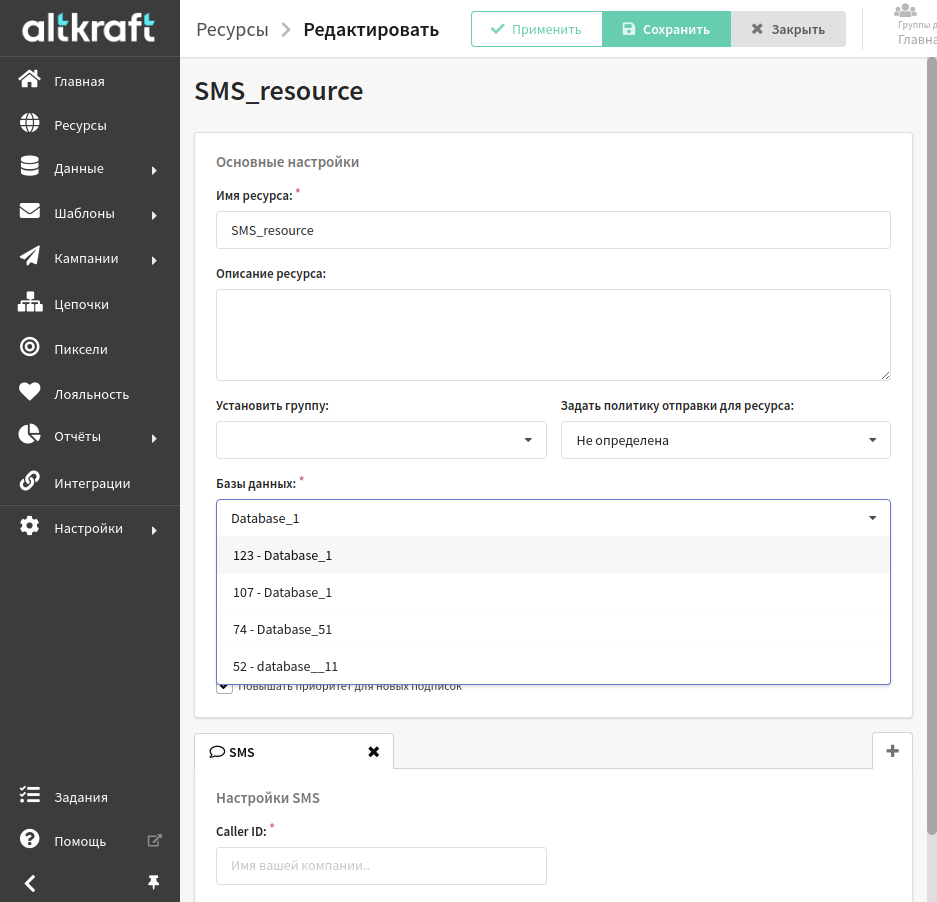 altkraft
Главная
Ресурсы
Данные
Шаблоны
Кампании
Цепочки
Пиксели
Лояльность
Отчёты
Интеграции
Настройки
Задания
Помощь
Ресурсы > Редактировать
Применить
Сохранить
Закрыть
Группы
SMS_resource
Основные настройки
Имя ресурса: *
SMS_resource
Описание ресурса:
Установить группу:
Задать политику отправки для ресурса:
Не определена
Базы данных: *
Database_1
123 - Database_1
107 - Database_1
74 - Database_51
52 - database__11
Повышать приоритет для новых подписок
SMS
Настройки SMS
Caller ID: *
Имя вашей компании..